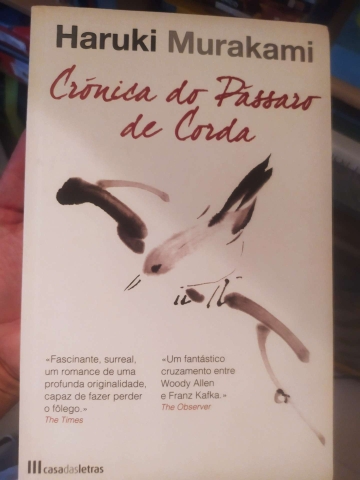 Haruki Murakami
Crónica do Pássaro
de Corda
«Fascinante, surreal,
um romance de uma
profunda originalidade,
capaz de fazer perder
o fôlego.»
The Times
«Um fantástico
cruzamento entre
Woody Allen
e Franz Kafka.»
The Observer
casadasletras